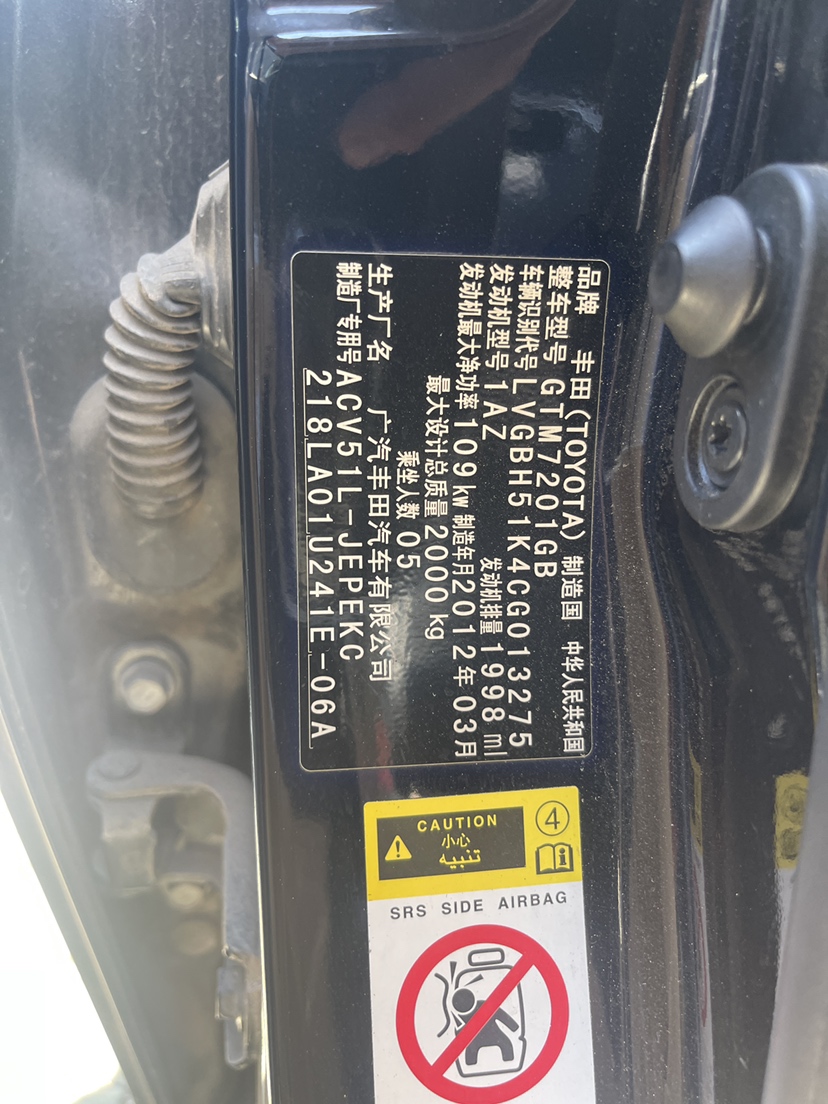 品牌 丰田(TOYOTA) 制造国 中华人民共和国
整车型号 GTM7201GB
车辆识别代号 LVGBH51K4CG013275
发动机型号 1AZ 发动机排量 1998 ml
发动机最大净功率 109 kw 制造年月 2012年03月
最大设计总质量 2000 kg
乘坐人数 05
生产厂名 广汽丰田汽车有限公司
制造厂专用号 ACV51L-JEPEKC
218LA01U241E-06A
CAUTION
小心
تنبيه
4
SRS SIDE AIRBAG